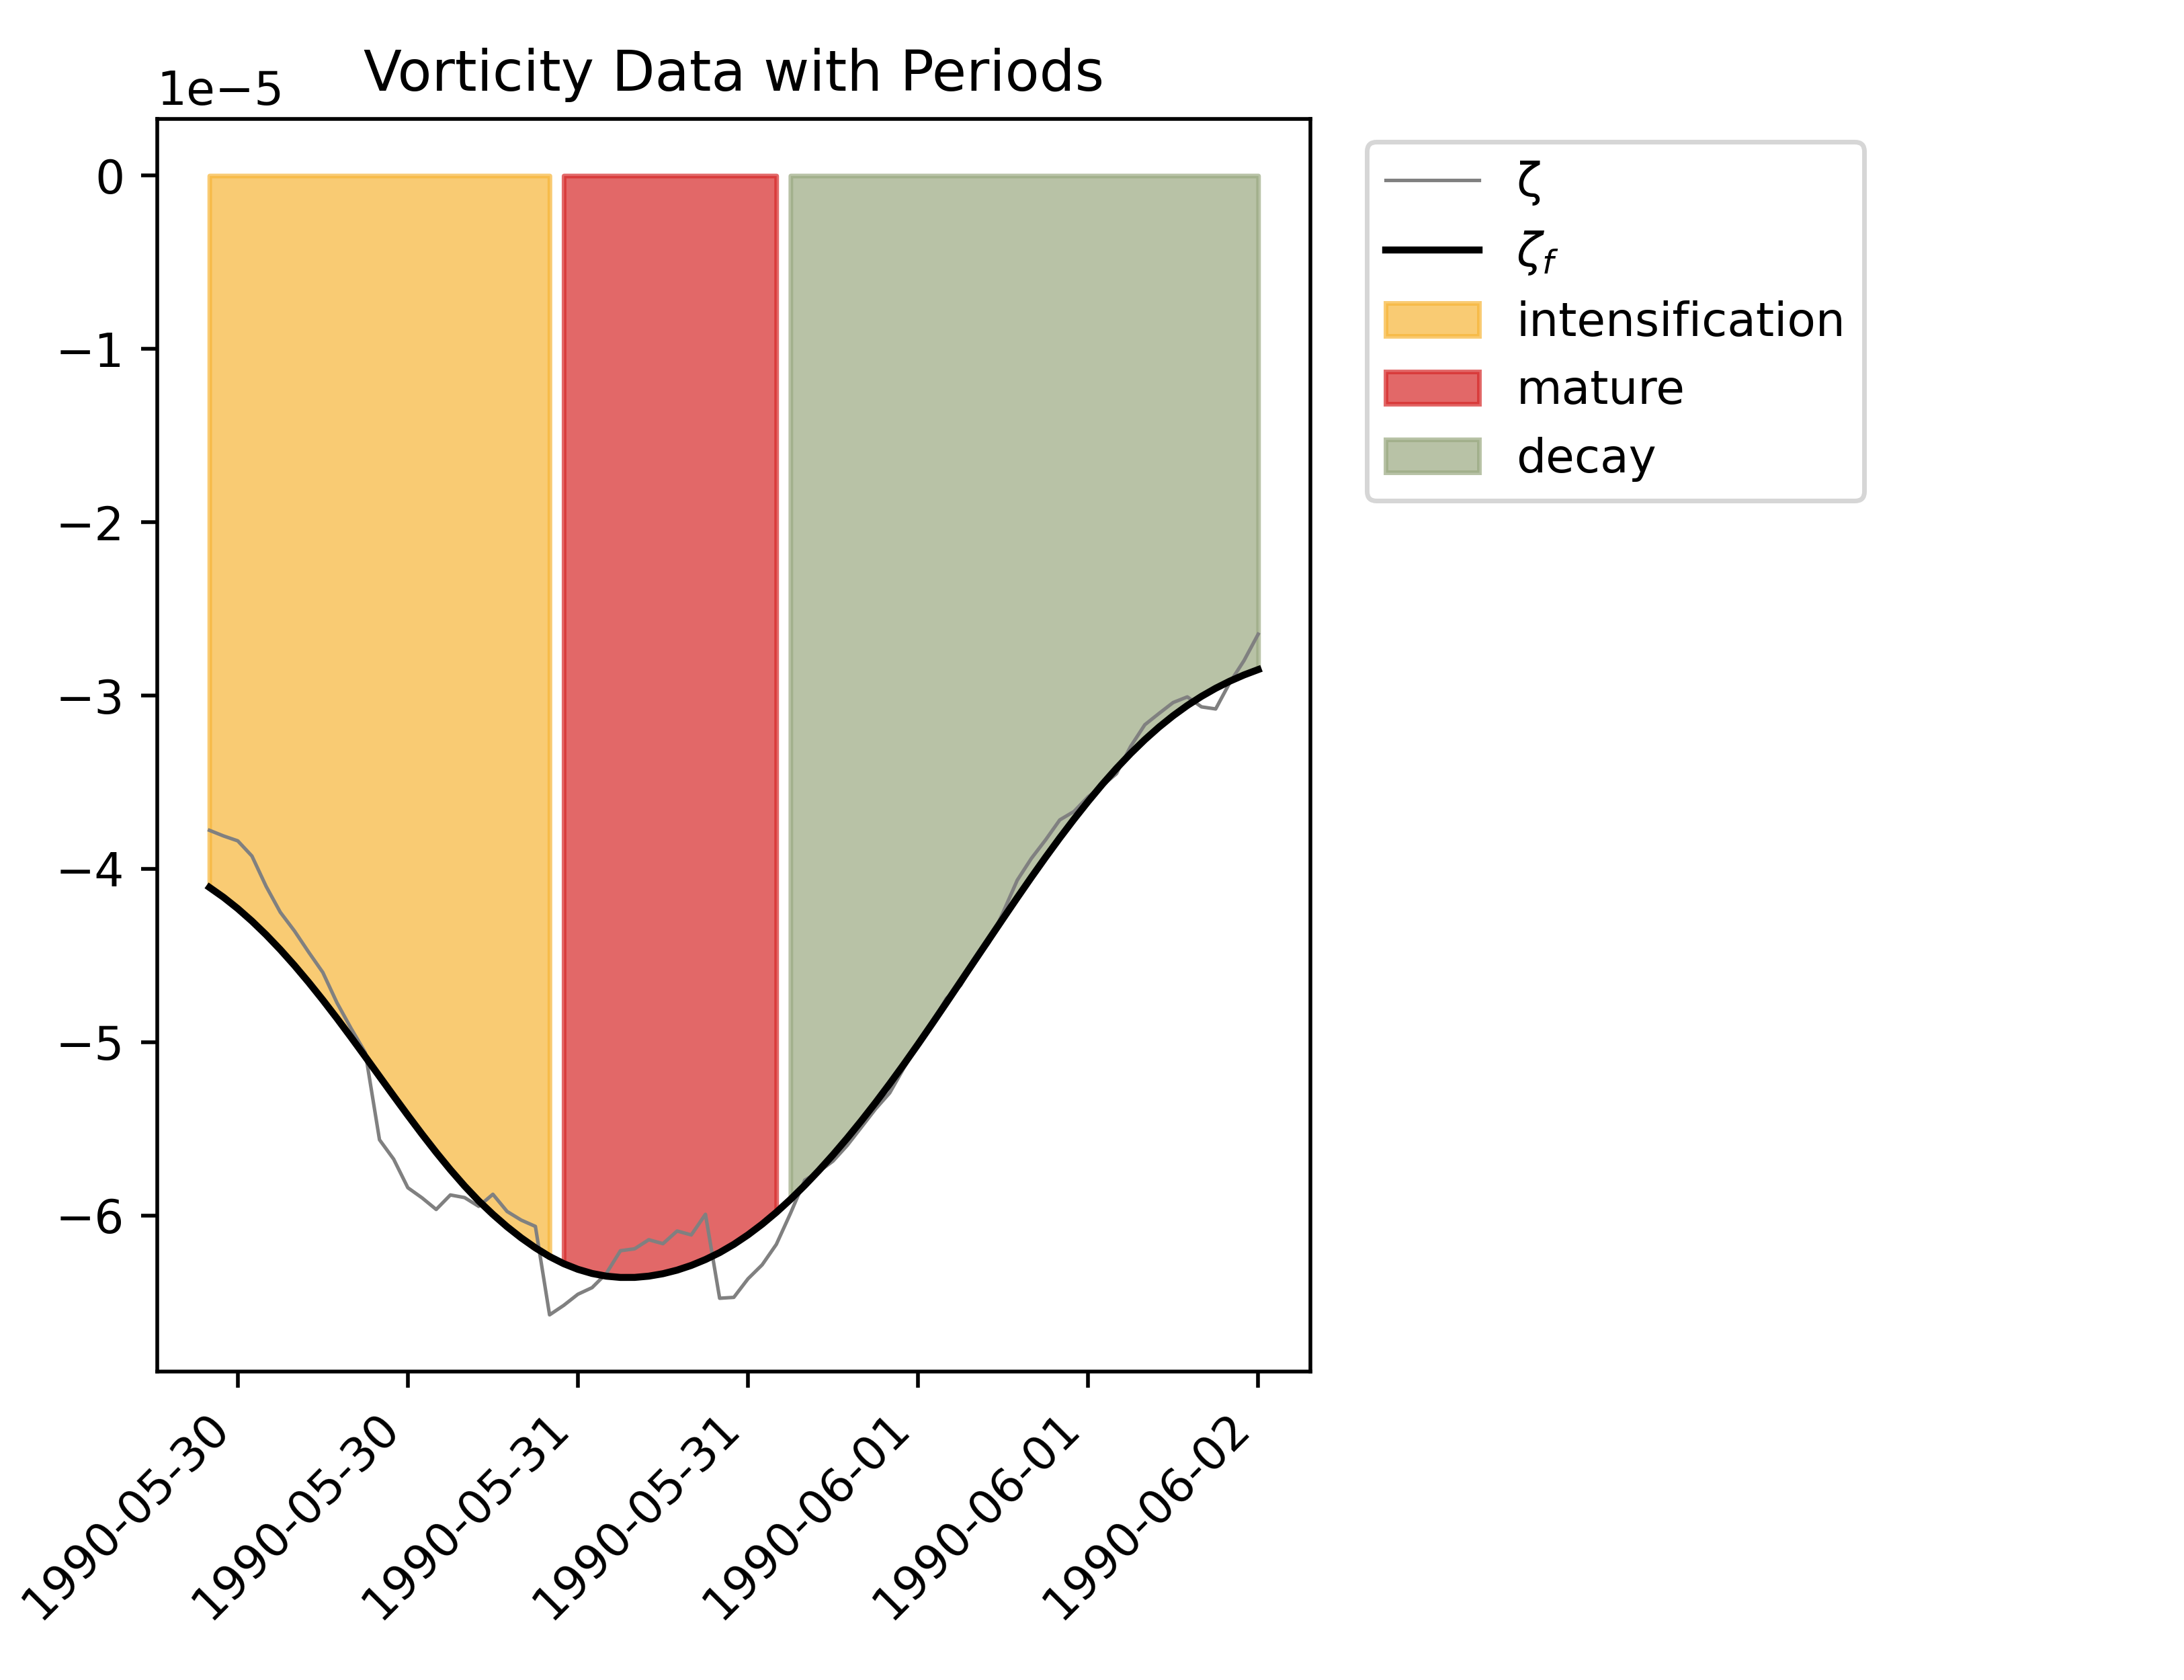 Vorticity Data with Periods
1e−5
0
−1
−2
−3
−4
−5
−6
1990-05-30
1990-05-30
1990-05-31
1990-05-31
1990-06-01
1990-06-01
1990-06-02
ζ
ζf
intensification
mature
decay